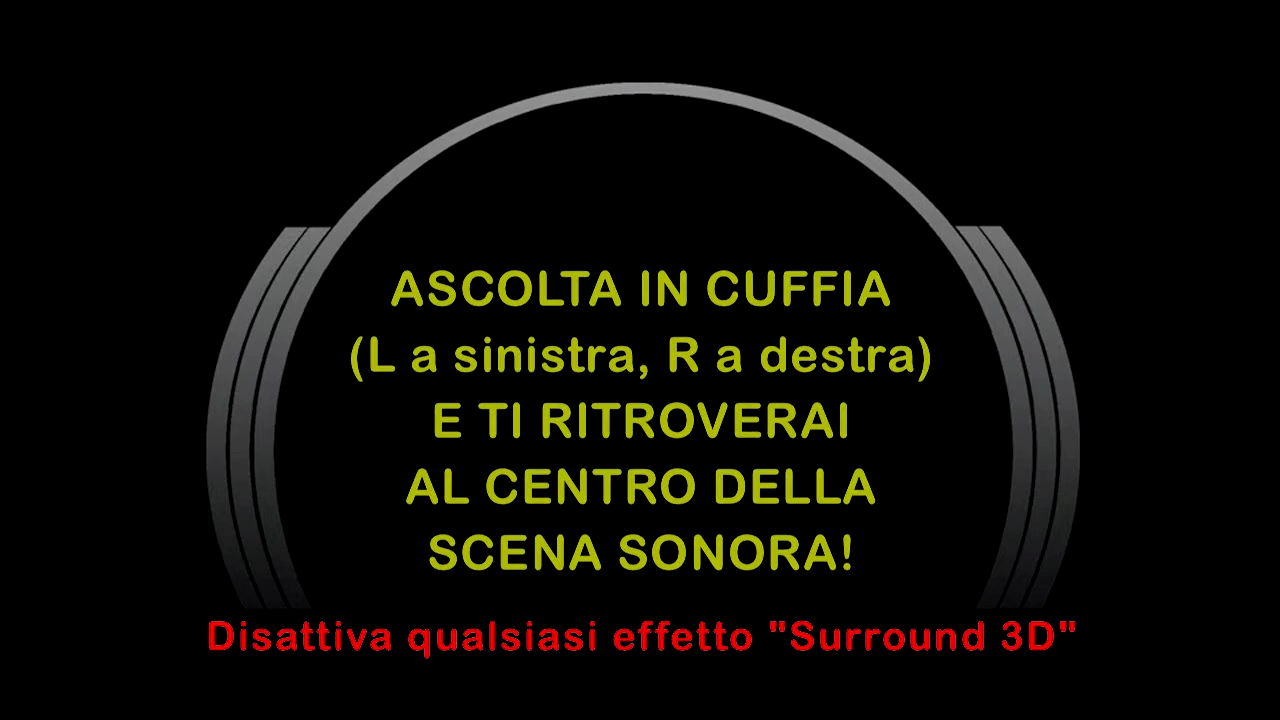 ASCOLTA IN CUFFIA
(L a sinistra, R a destra)
E TI RITROVERAI
AL CENTRO DELLA
SCENA SONORA!
Disattiva qualsiasi effetto "Surround 3D"